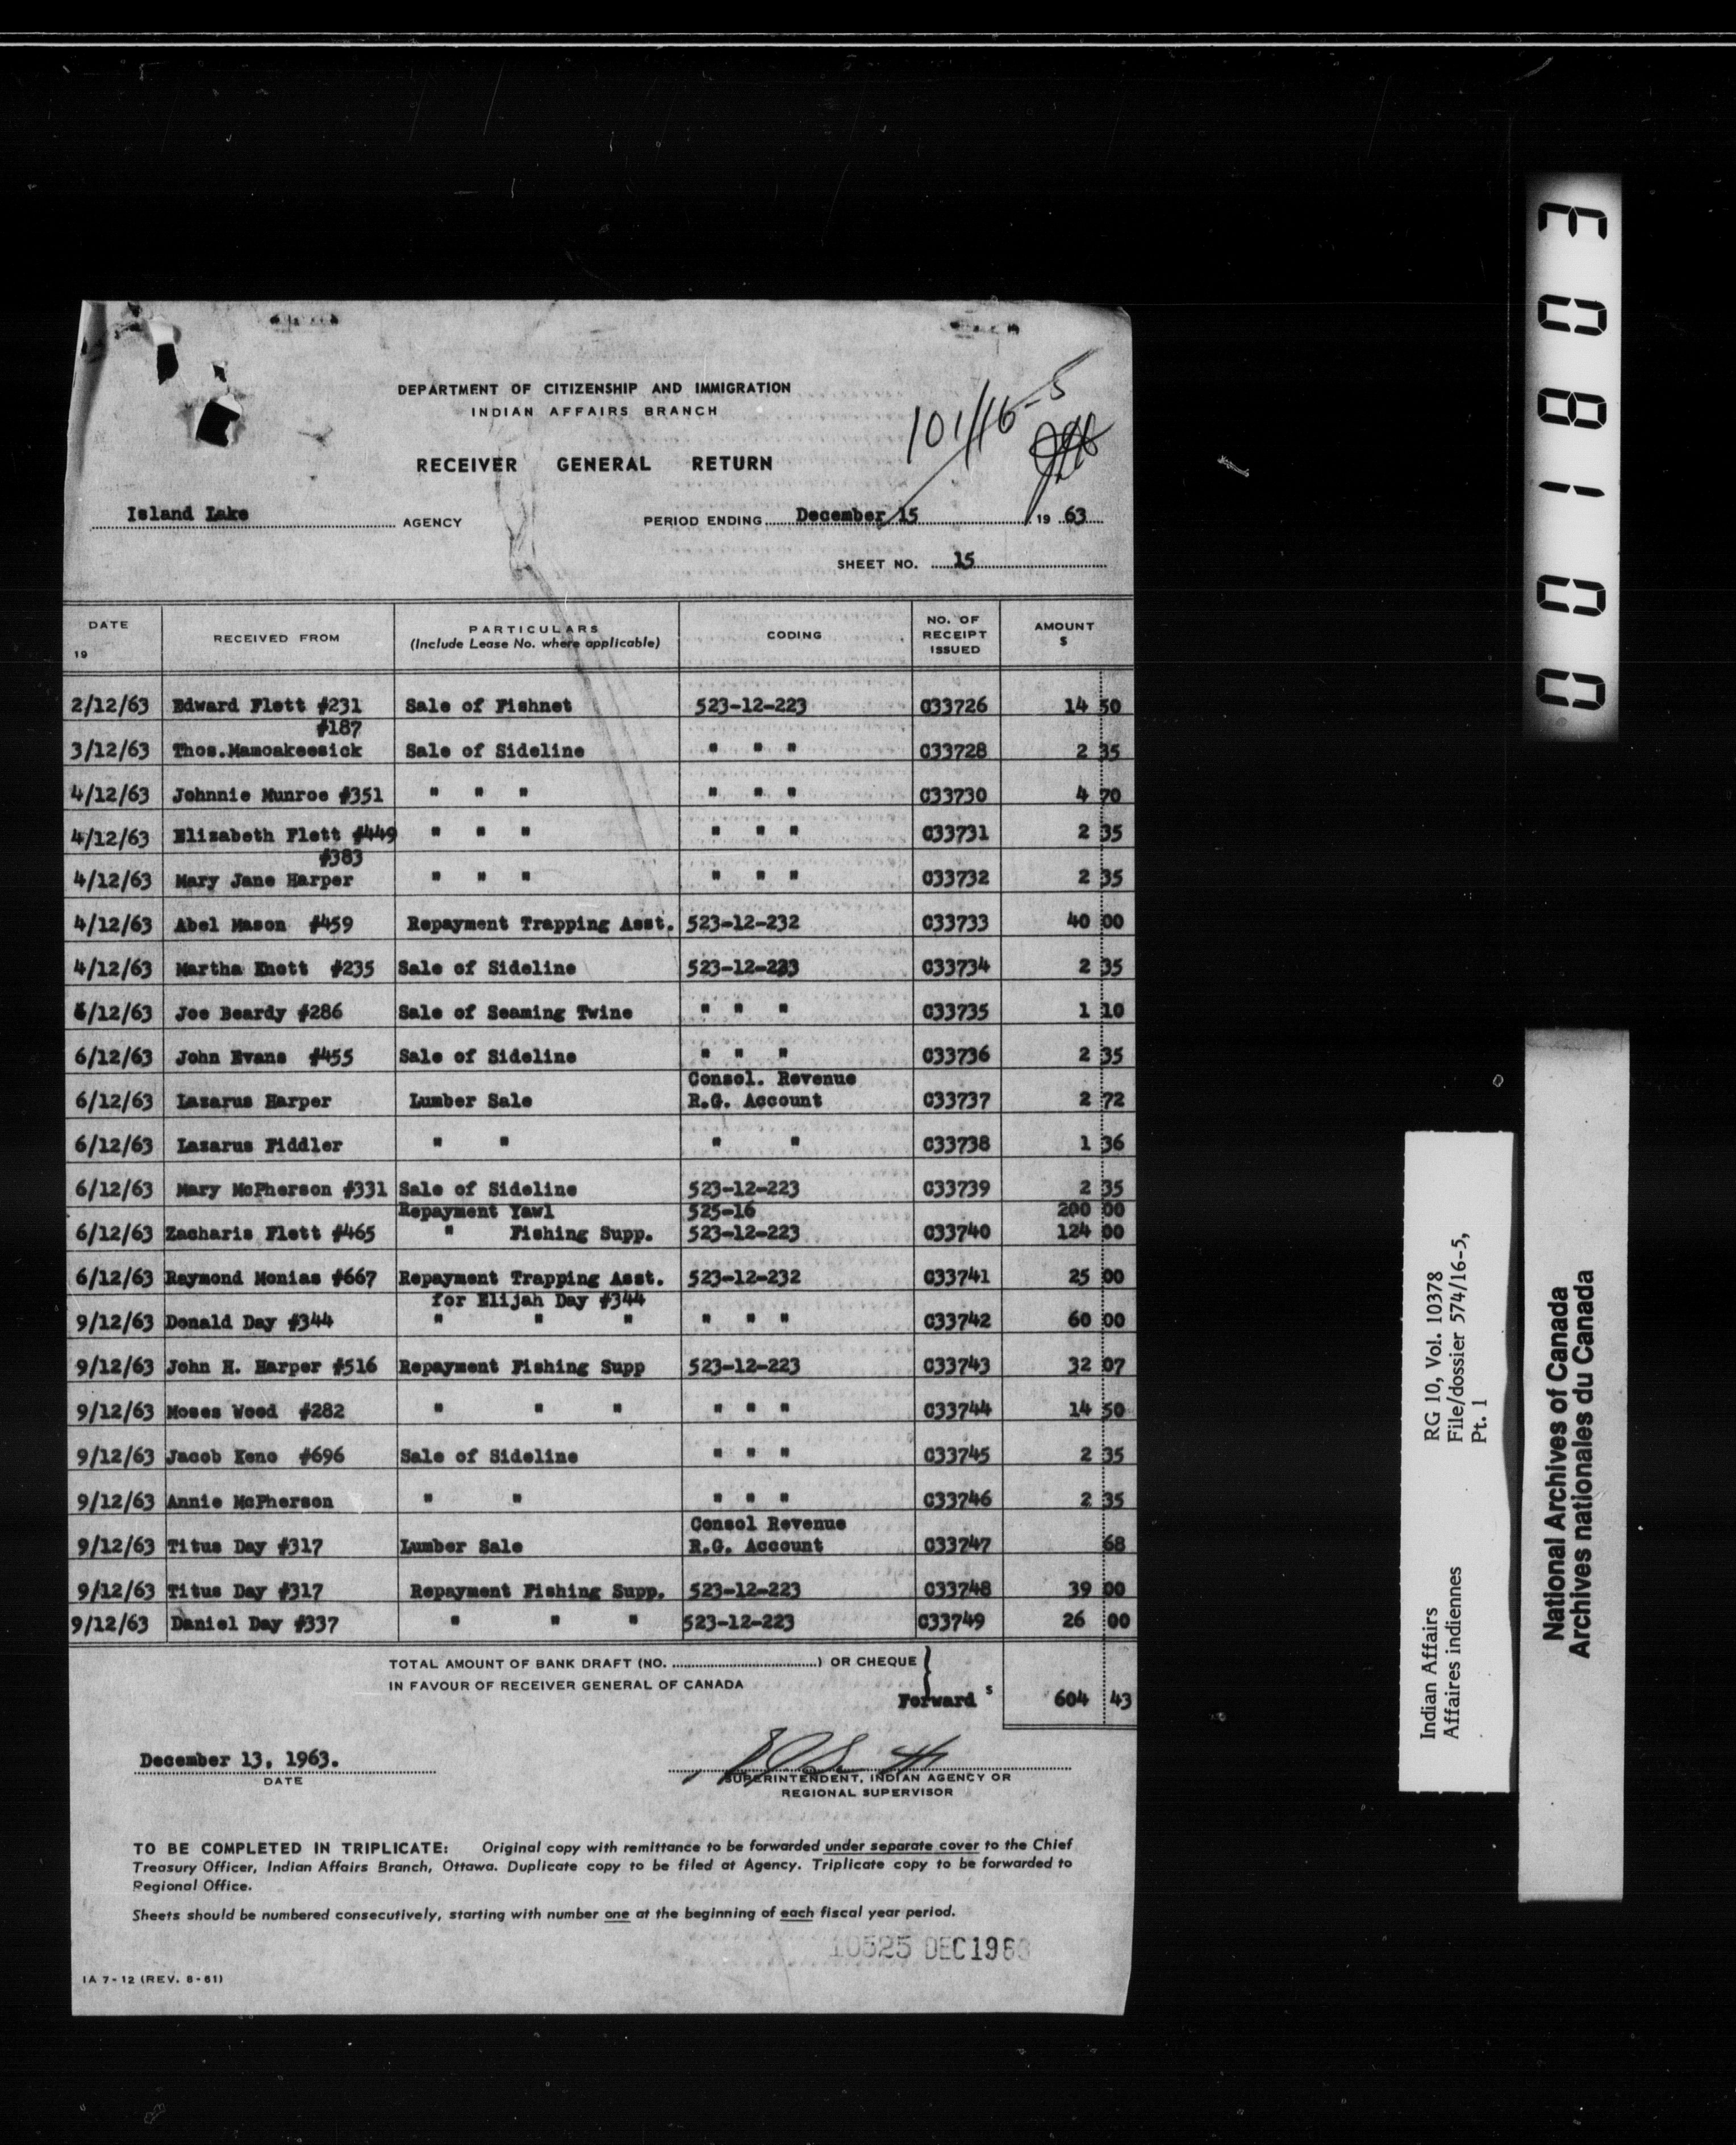 DEPARTMENT OF CITIZENSHIP AND IMMIGRATION
INDIAN AFFAIRS BRANCH
101/16-5
RECEIVER GENERAL RETURN
Island Lake AGENCY PERIOD ENDING December 15 19 63
SHEET NO. 15
DATE 19 RECEIVED FROM PARTICULARS (Include Lease No. where applicable) CODING NO. OF RECEIPT ISSUED AMOUNT $
2/12/63 Edward Flett #231 Sale of Fishnet 523-12-223 033726 14 50
#187
3/12/63 Thos.Mamoakeesick Sale of Sideline " " " 033728 2 35
4/12/63 Johnnie Munroe #351 " " " " " " 033730 4 70
4/12/63 Elizabeth Flett #449 " " " " " " 033731 2 35
#383
4/12/63 Mary Jane Harper " " " " " " 033732 2 35
4/12/63 Abel Mason #459 Repayment Trapping Asst. 523-12-232 033733 40 00
4/12/63 Martha Knott #235 Sale of Sideline 523-12-223 033734 2 35
6/12/63 Joe Beardy #286 Sale of Seaming Twine " " " 033735 1 10
6/12/63 John Evans #455 Sale of Sideline " " " 033736 2 35
Consol. Revenue
6/12/63 Lazarus Harper Lumber Sale R.G. Account 033737 2 72
6/12/63 Lazarus Fiddler " " " " 033738 1 36
6/12/63 Mary McPherson #331 Sale of Sideline 523-12-223 033739 2 35
Repayment Yawl 525-16 200 00
6/12/63 Zacharis Flett #465 " Fishing Supp. 523-12-223 033740 124 00
6/12/63 Raymond Monias #667 Repayment Trapping Asst. 523-12-232 033741 25 00
for Elijah Day #344
9/12/63 Donald Day #344 " " " " " " 033742 60 00
9/12/63 John H. Harper #516 Repayment Fishing Supp 523-12-223 033743 32 07
9/12/63 Moses Wood #282 " " " " " " 033744 14 50
9/12/63 Jacob Keno #696 Sale of Sideline " " " 033745 2 35
9/12/63 Annie McPherson " " " " " 033746 2 35
Consol Revenue
9/12/63 Titus Day #317 Lumber Sale R.G. Account 033747 68
9/12/63 Titus Day #317 Repayment Fishing Supp. 523-12-223 033748 39 00
9/12/63 Daniel Day #337 " " " 523-12-223 033749 26 00
TOTAL AMOUNT OF BANK DRAFT (NO. ) OR CHEQUE
IN FAVOUR OF RECEIVER GENERAL OF CANADA
Forward $ 604 43
December 13, 1963.
DATE
SUPERINTENDENT, INDIAN AGENCY OR
REGIONAL SUPERVISOR
TO BE COMPLETED IN TRIPLICATE: Original copy with remittance to be forwarded under separate cover to the Chief
Treasury Officer, Indian Affairs Branch, Ottawa. Duplicate copy to be filed at Agency. Triplicate copy to be forwarded to
Regional Office.
Sheets should be numbered consecutively, starting with number one at the beginning of each fiscal year period.
10525 DEC1963
IA 7-12 (REV. 8-61)
001803
Indian Affairs RG 10, Vol. 10378
Affaires indiennes File/dossier 574/16-5,
Pt. 1
National Archives of Canada
Archives nationales du Canada